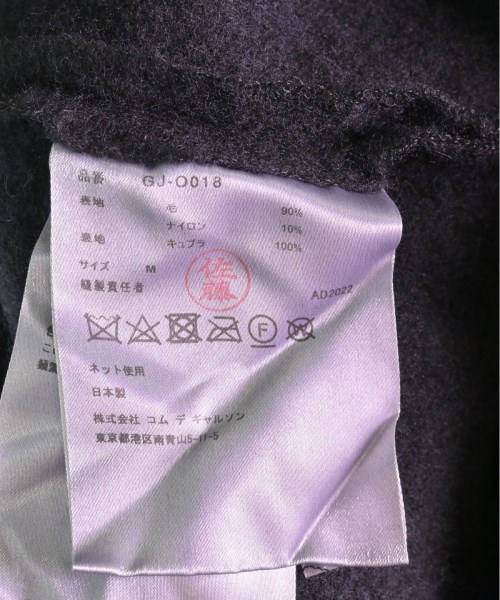 品番 GJ-O018
表地 毛 90%
ナイロン 10%
裏地 キュプラ 100%
サイズ M
縫製責任者 佐藤
AD2022
F W
ネット使用
日本製
株式会社 コム デ ギャルソン
東京都港区南青山5-11-5